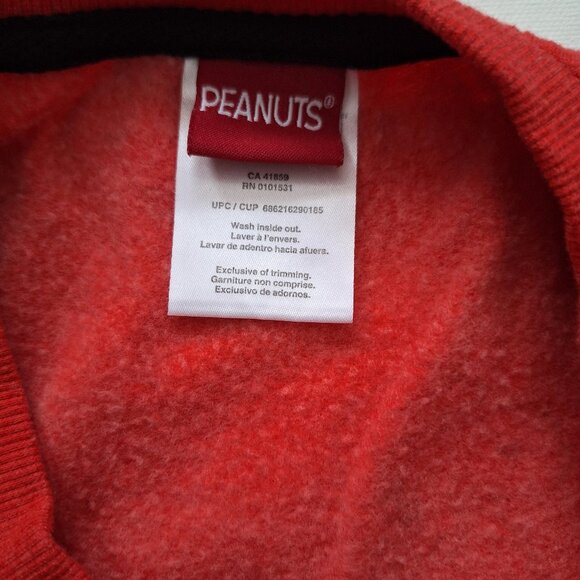 PEANUTS®
CA 41859
RN 0101531
UPC / CUP 686216290185
Wash inside out.
Laver à l'envers.
Lavar de adentro hacia afuera.
Exclusive of trimming.
Garniture non comprise.
Exclusivo de adornos.